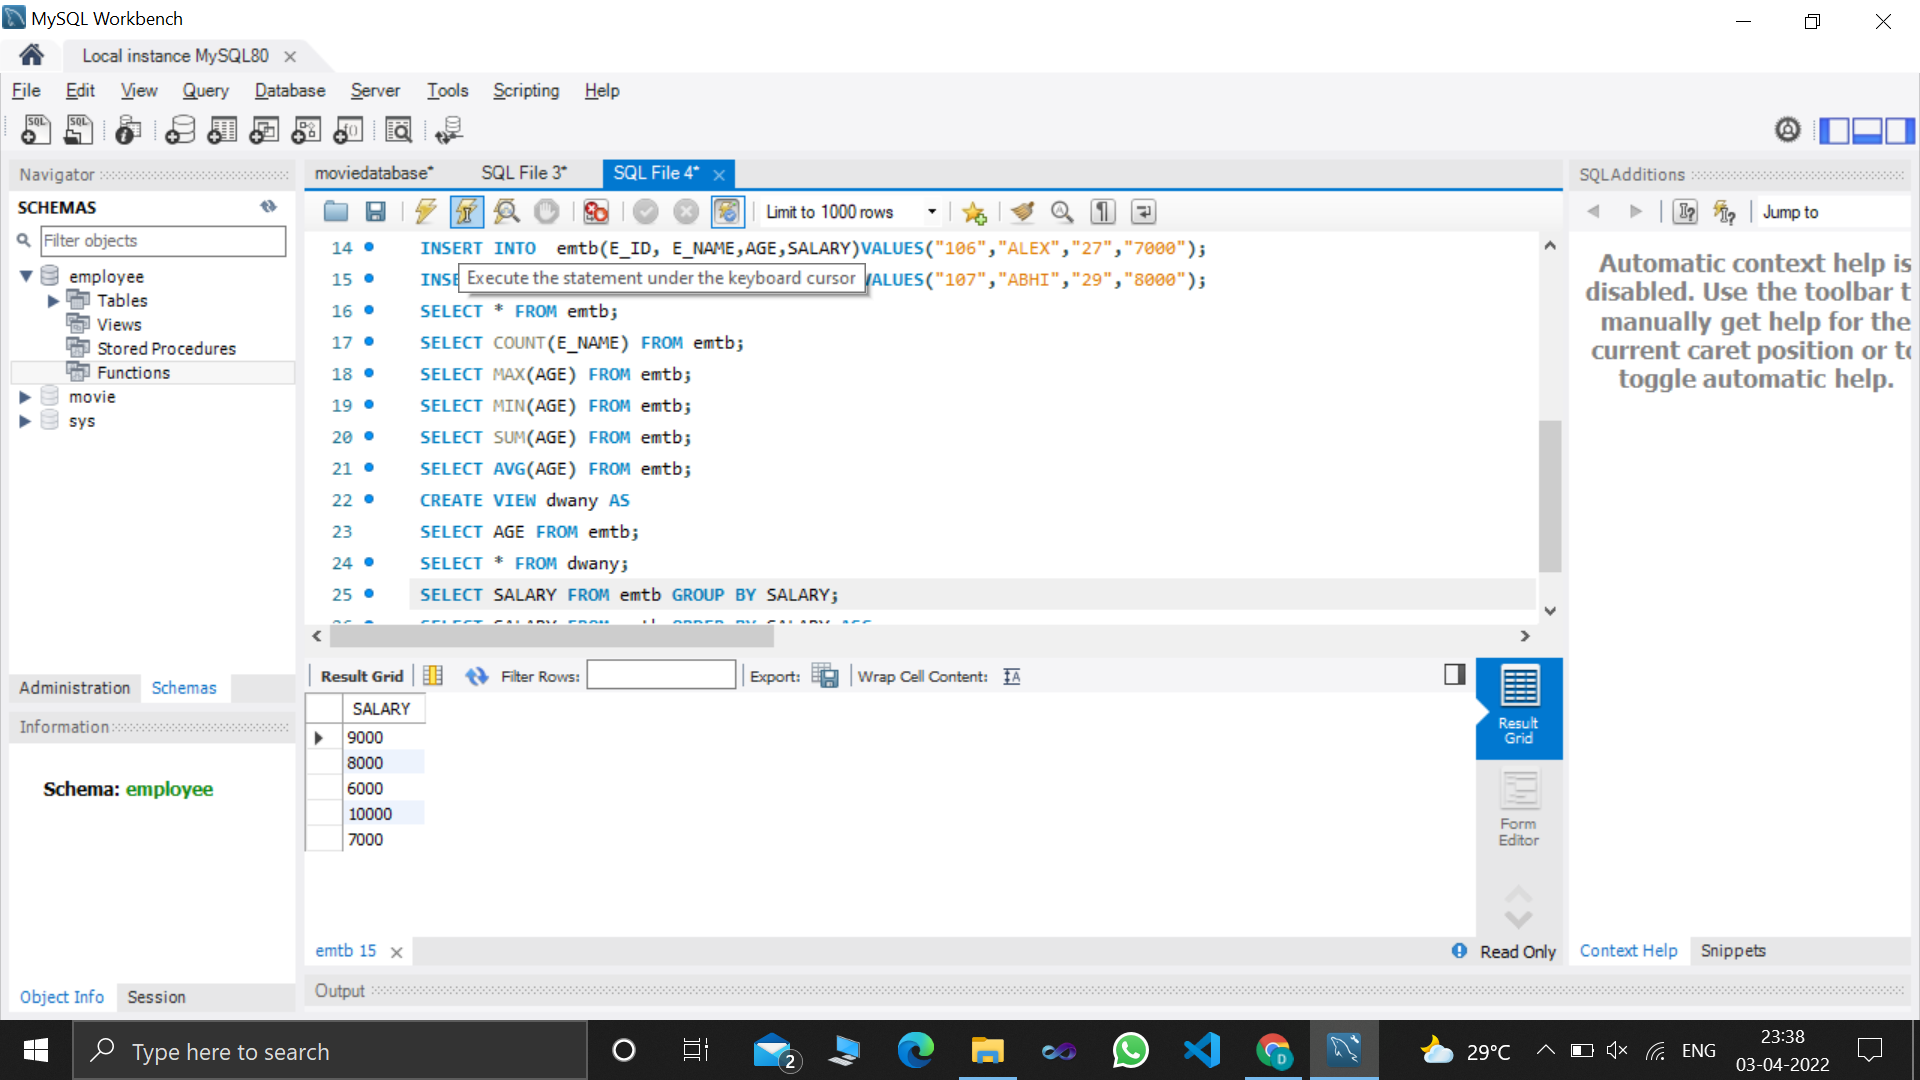 MySQL Workbench
Local instance MySQL80
File Edit View Query Database Server Tools Scripting Help
Navigator
SCHEMAS
Filter objects
employee
Tables
Views
Stored Procedures
Functions
movie
sys
Administration Schemas
Information
Schema: employee
Object Info Session
moviedatabase* SQL File 3* SQL File 4*
Limit to 1000 rows
14 INSERT INTO emtb(E_ID, E_NAME,AGE,SALARY)VALUES("106","ALEX","27","7000");
15 INSE VALUES("107","ABHI","29","8000");
Execute the statement under the keyboard cursor
16 SELECT * FROM emtb;
17 SELECT COUNT(E_NAME) FROM emtb;
18 SELECT MAX(AGE) FROM emtb;
19 SELECT MIN(AGE) FROM emtb;
20 SELECT SUM(AGE) FROM emtb;
21 SELECT AVG(AGE) FROM emtb;
22 CREATE VIEW dwany AS
23 SELECT AGE FROM emtb;
24 SELECT * FROM dwany;
25 SELECT SALARY FROM emtb GROUP BY SALARY;
Result Grid Filter Rows: Export: Wrap Cell Content:
SALARY
9000
8000
6000
10000
7000
Result
Grid
Form
Editor
emtb 15
Read Only
Output
SQLAdditions
Jump to
Automatic context help is
disabled. Use the toolbar t
manually get help for the
current caret position or to
toggle automatic help.
Context Help Snippets
Type here to search
2
D
29°C
ENG
23:38
03-04-2022